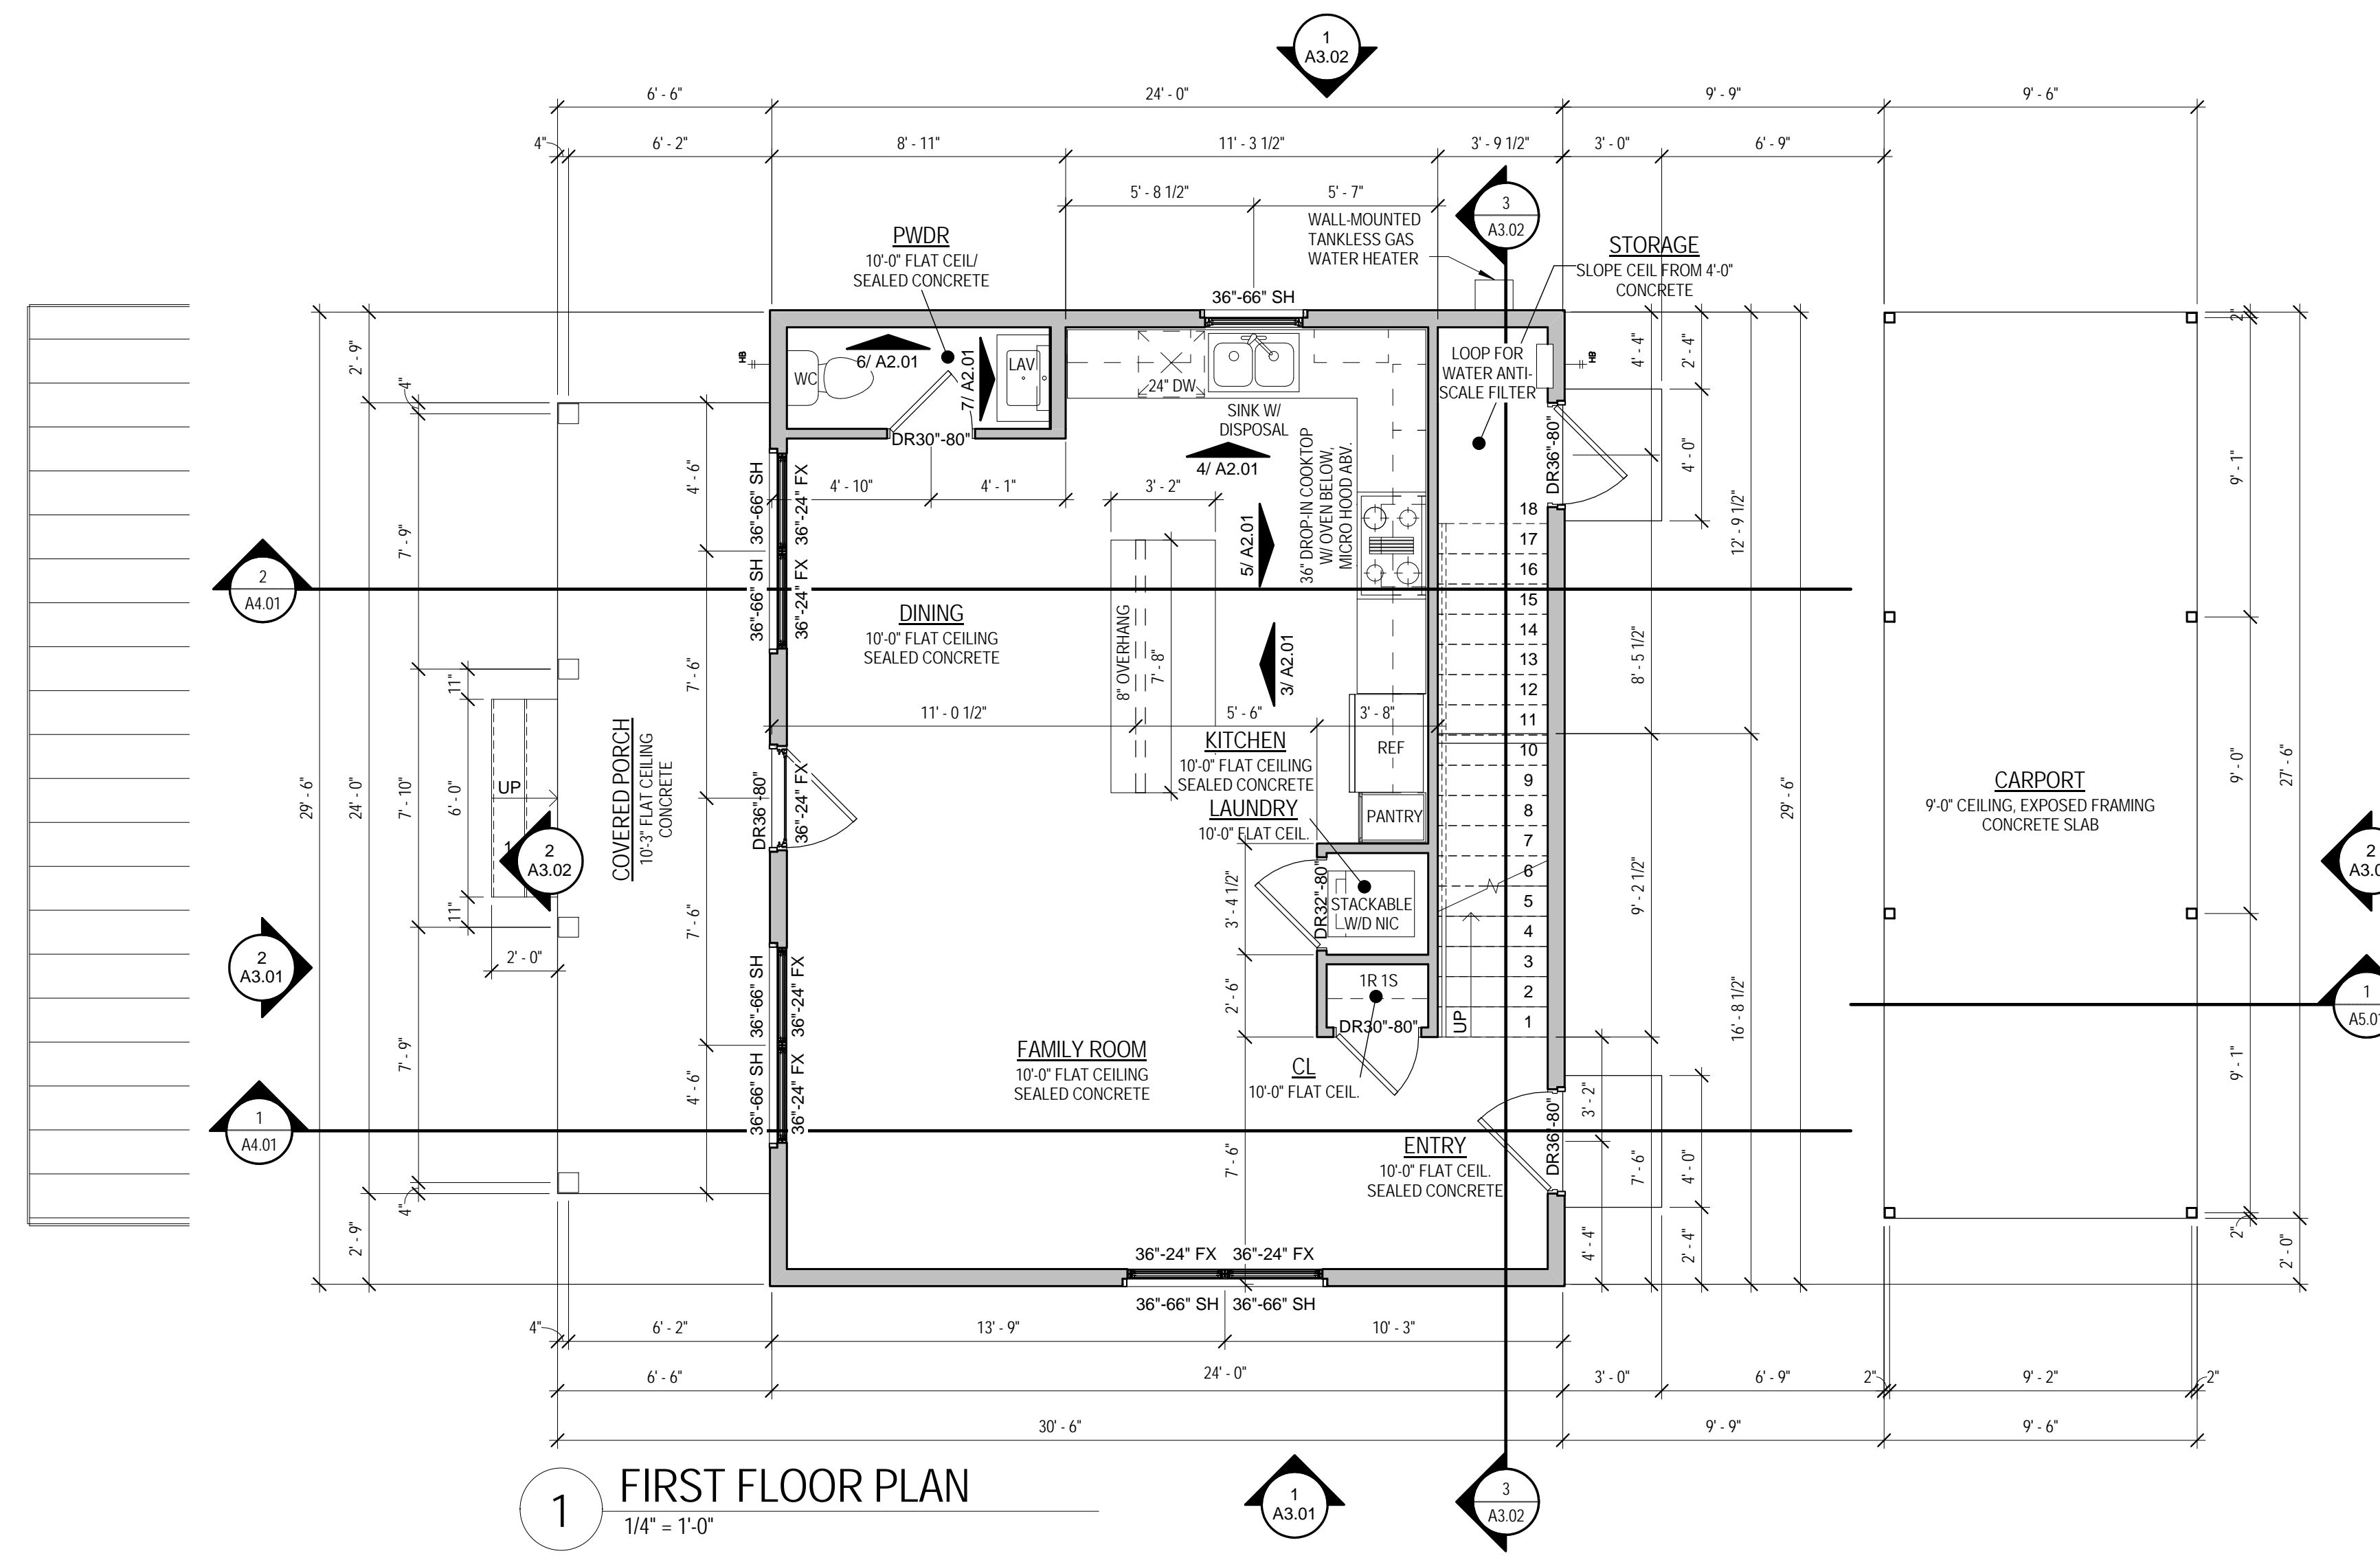 1
A3.02
6' - 6"
24' - 0"
9' - 9"
9' - 6"
4"
6' - 2"
8' - 11"
11' - 3 1/2"
3' - 9 1/2"
3' - 0"
6' - 9"
5' - 8 1/2"
5' - 7"
WALL-MOUNTED
TANKLESS GAS
WATER HEATER
3
A3.02
PWDR
10'-0" FLAT CEIL/
SEALED CONCRETE
STORAGE
SLOPE CEIL FROM 4'-0"
CONCRETE
36"-66" SH
HB
HB
WC
6/ A2.01
7/ A2.01
LAV
24" DW
SINK W/
DISPOSAL
LOOP FOR
WATER ANTI-
SCALE FILTER
DR30"-80"
DR36"-80"
4/ A2.01
36" DROP-IN COOKTOP
W/ OVEN BELOW,
MICRO HOOD ABV.
5/ A2.01
3/ A2.01
4' - 10"
4' - 1"
3' - 2"
36"-66" SH
36"-24" FX
36"-66" SH
36"-24" FX
2' - 9"
4"
7' - 9"
4' - 6"
7' - 6"
2
A4.01
DINING
10'-0" FLAT CEILING
SEALED CONCRETE
8" OVERHANG
7' - 8"
18
17
16
15
14
13
12
11
10
9
8
7
6
5
4
3
2
1
UP
4' - 4"
2' - 4"
4' - 0"
12' - 9 1/2"
8' - 5 1/2"
2"
9' - 1"
11' - 0 1/2"
5' - 6"
3' - 8"
KITCHEN
10'-0" FLAT CEILING
SEALED CONCRETE
REF
PANTRY
LAUNDRY
10'-0" FLAT CEIL.
29' - 6"
24' - 0"
7' - 10"
6' - 0"
11"
11"
UP
1
2
A3.02
COVERED PORCH
10'-3" FLAT CEILING
CONCRETE
DR36"-80"
36"-24" FX
DR32"-80"
STACKABLE
W/D NIC
3' - 4 1/2"
9' - 2 1/2"
29' - 6"
CARPORT
9'-0" CEILING, EXPOSED FRAMING
CONCRETE SLAB
9' - 0"
27' - 6"
2
A3.0
2
A3.01
2' - 0"
7' - 6"
36"-66" SH
36"-24" FX
36"-66" SH
36"-24" FX
2' - 6"
1R 1S
DR30"-80"
16' - 8 1/2"
1
A5.01
FAMILY ROOM
10'-0" FLAT CEILING
SEALED CONCRETE
CL
10'-0" FLAT CEIL.
7' - 9"
4' - 6"
3' - 2"
9' - 1"
1
A4.01
ENTRY
10'-0" FLAT CEIL.
SEALED CONCRETE
DR36"-80"
7' - 6"
7' - 6"
4' - 0"
4"
2' - 9"
4' - 4"
2' - 4"
2"
2' - 0"
36"-24" FX
36"-24" FX
36"-66" SH
36"-66" SH
4"
6' - 2"
13' - 9"
10' - 3"
6' - 6"
24' - 0"
3' - 0"
6' - 9"
2"
9' - 2"
2"
30' - 6"
9' - 9"
9' - 6"
1
FIRST FLOOR PLAN
1/4" = 1'-0"
1
A3.01
3
A3.02